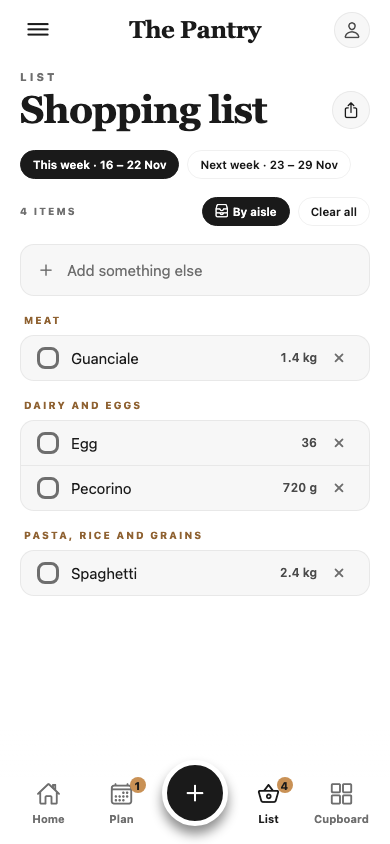 The Pantry
LIST
Shopping list
This week · 16 – 22 Nov
Next week · 23 – 29 Nov
4 ITEMS
By aisle
Clear all
Add something else
MEAT
Guanciale 1.4 kg
DAIRY AND EGGS
Egg 36
Pecorino 720 g
PASTA, RICE AND GRAINS
Spaghetti 2.4 kg
1
4
Home
Plan
List
Cupboard